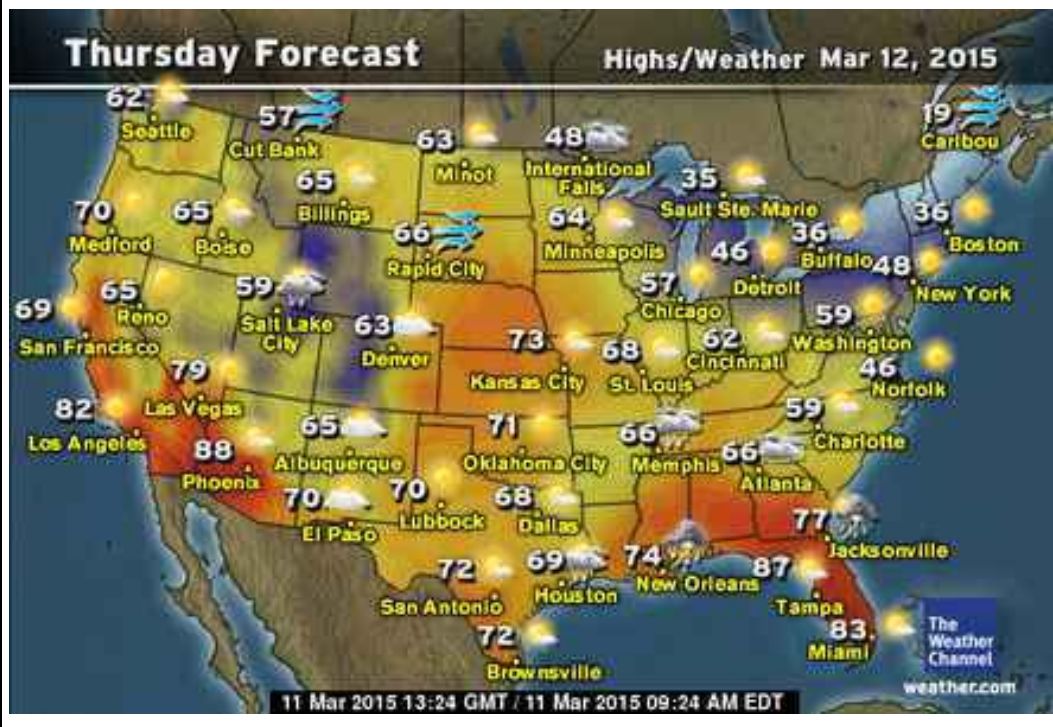 Thursday Forecast
Highs/Weather Mar 12, 2015
62
Seattle
57
Cut Bank
63
Minot
48
International
Falls
19
Caribou
65
Billings
35
Sault Ste. Marie
70
Medford
65
Boise
66
Rapid City
64
Minneapolis
46
Detroit
36
Buffalo
36
Boston
48
New York
69
San Francisco
65
Reno
59
Salt Lake
City
63
Denver
57
Chicago
73
Kansas City
68
St. Louis
62
Cincinnati
59
Washington
46
Norfolk
79
Las Vegas
82
Los Angeles
88
Phoenix
65
Albuquerque
71
Oklahoma City
66
Memphis
59
Charlotte
66
Atlanta
70
El Paso
70
Lubbock
68
Dallas
77
Jacksonville
72
San Antonio
69
Houston
74
New Orleans
87
Tampa
72
Brownsville
83
Miami
The
Weather
Channel
weather.com
11 Mar 2015 13:24 GMT / 11 Mar 2015 09:24 AM EDT